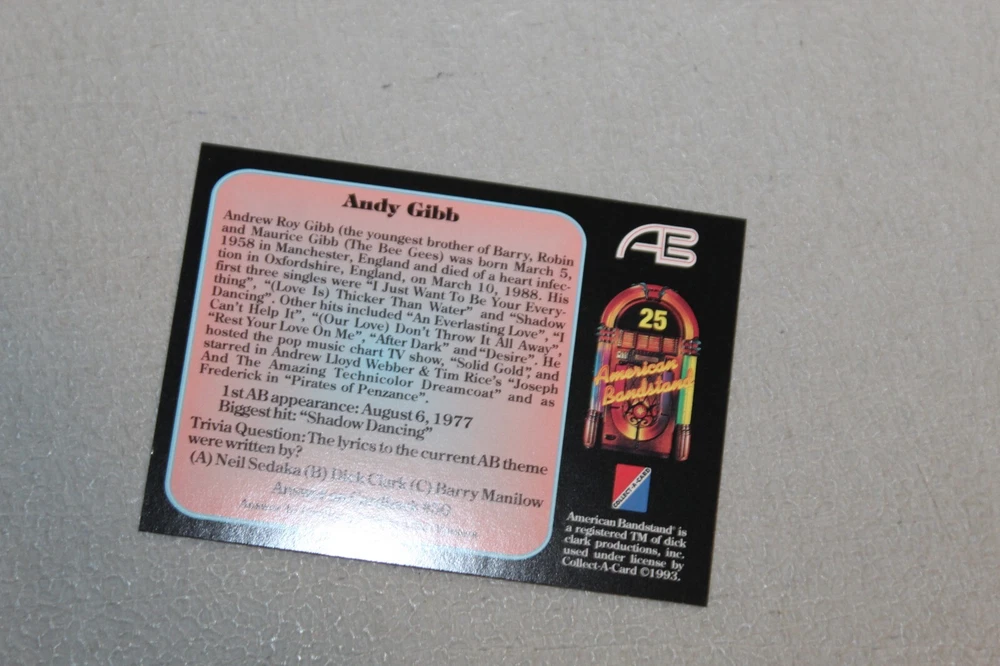 Andy Gibb
Andrew Roy Gibb (the youngest brother of Barry, Robin
and Maurice Gibb (The Bee Gees) was born March 5,
1958 in Manchester, England and died of a heart infec-
tion in Oxfordshire, England, on March 10, 1988. His
first three singles were "I Just Want To Be Your Every-
thing", "(Love Is) Thicker Than Water" and "Shadow
Dancing". Other hits included "An Everlasting Love", "I
Can't Help It", "(Our Love) Don't Throw It All Away",
"Rest Your Love On Me", "After Dark" and "Desire". He
hosted the pop music chart TV show, "Solid Gold", and
starred in Andrew Lloyd Webber & Tim Rice's "Joseph
And The Amazing Technicolor Dreamcoat" and as
Frederick in "Pirates of Penzance".
1st AB appearance: August 6, 1977
Biggest hit: "Shadow Dancing"
Trivia Question: The lyrics to the current AB theme
were written by?
(A) Neil Sedaka (B) Dick Clark (C) Barry Manilow
AB
25
American
Bandstand
COLLECT-A-CARD
American Bandstand® is
a registered TM of dick
clark productions, inc.
used under license by
Collect-A-Card ©1993.